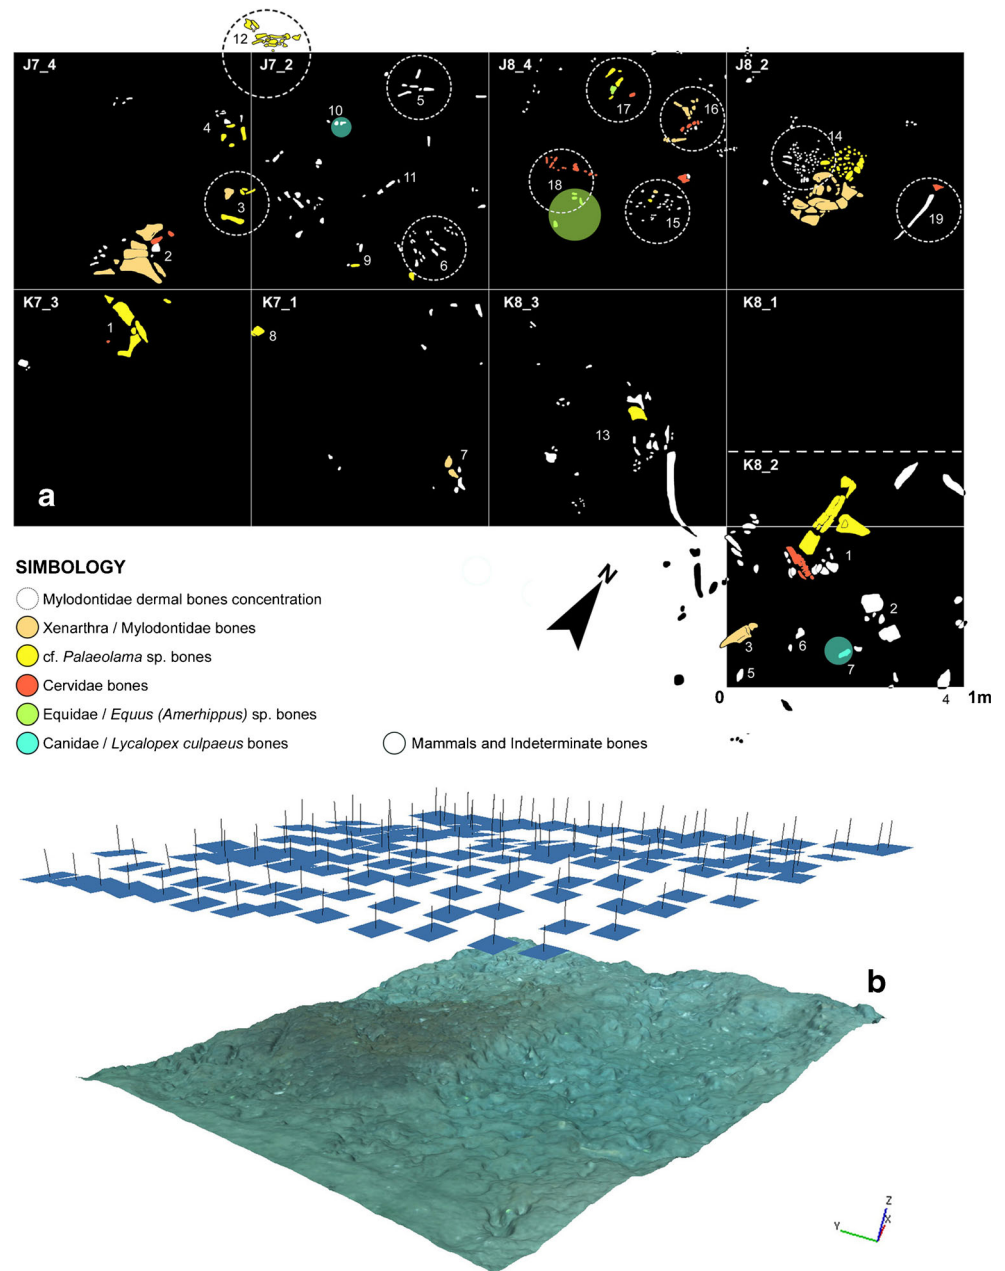 12
J7_4
J7_2
J8_4
J8_2
5
10
17
16
4
14
11
18
3
15
19
2
9
6
K7_3
K7_1
K8_3
K8_1
1
8
13
7
K8_2
a
1
SIMBOLOGY
N
Mylodontidae dermal bones concentration
2
Xenarthra / Mylodontidae bones
3
6
cf. Palaeolama sp. bones
5
7
Cervidae bones
0
4
1m
Equidae / Equus (Amerhippus) sp. bones
Canidae / Lycalopex culpaeus bones
Mammals and Indeterminate bones
b
Z
X
Y